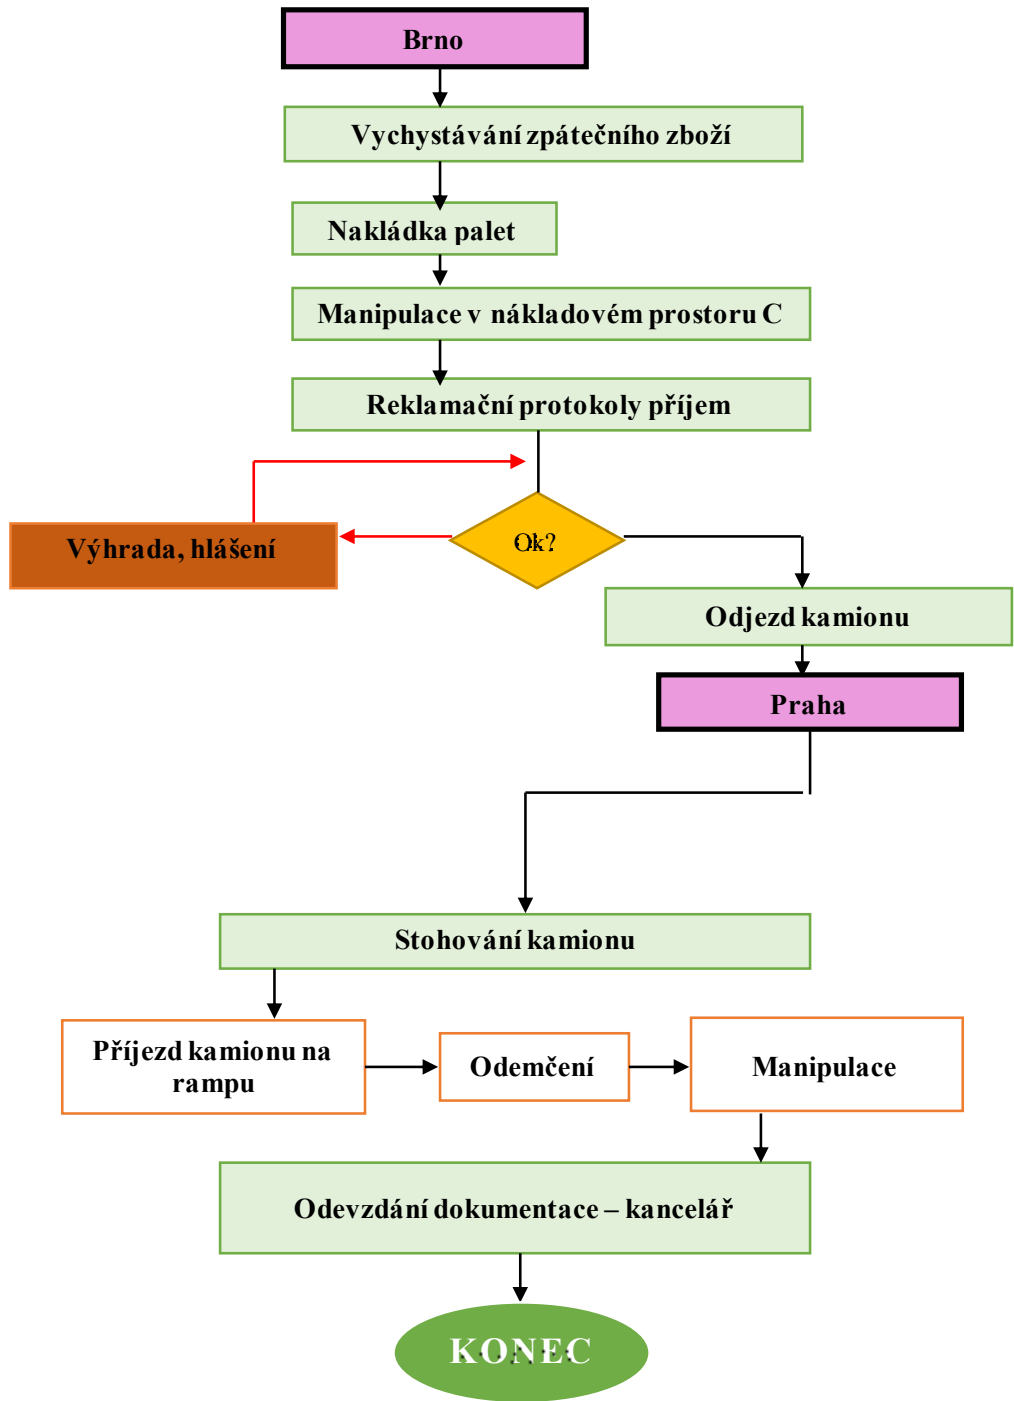 Brno
Vychystávání zpátečního zboží
Nakládka palet
Manipulace v nákladovém prostoru C
Reklamační protokoly příjem
Ok?
Výhrada, hlášení
Odjezd kamionu
Praha
Stohování kamionu
Příjezd kamionu na
rampu
Odemčení
Manipulace
Odevzdání dokumentace – kancelář
KONEC